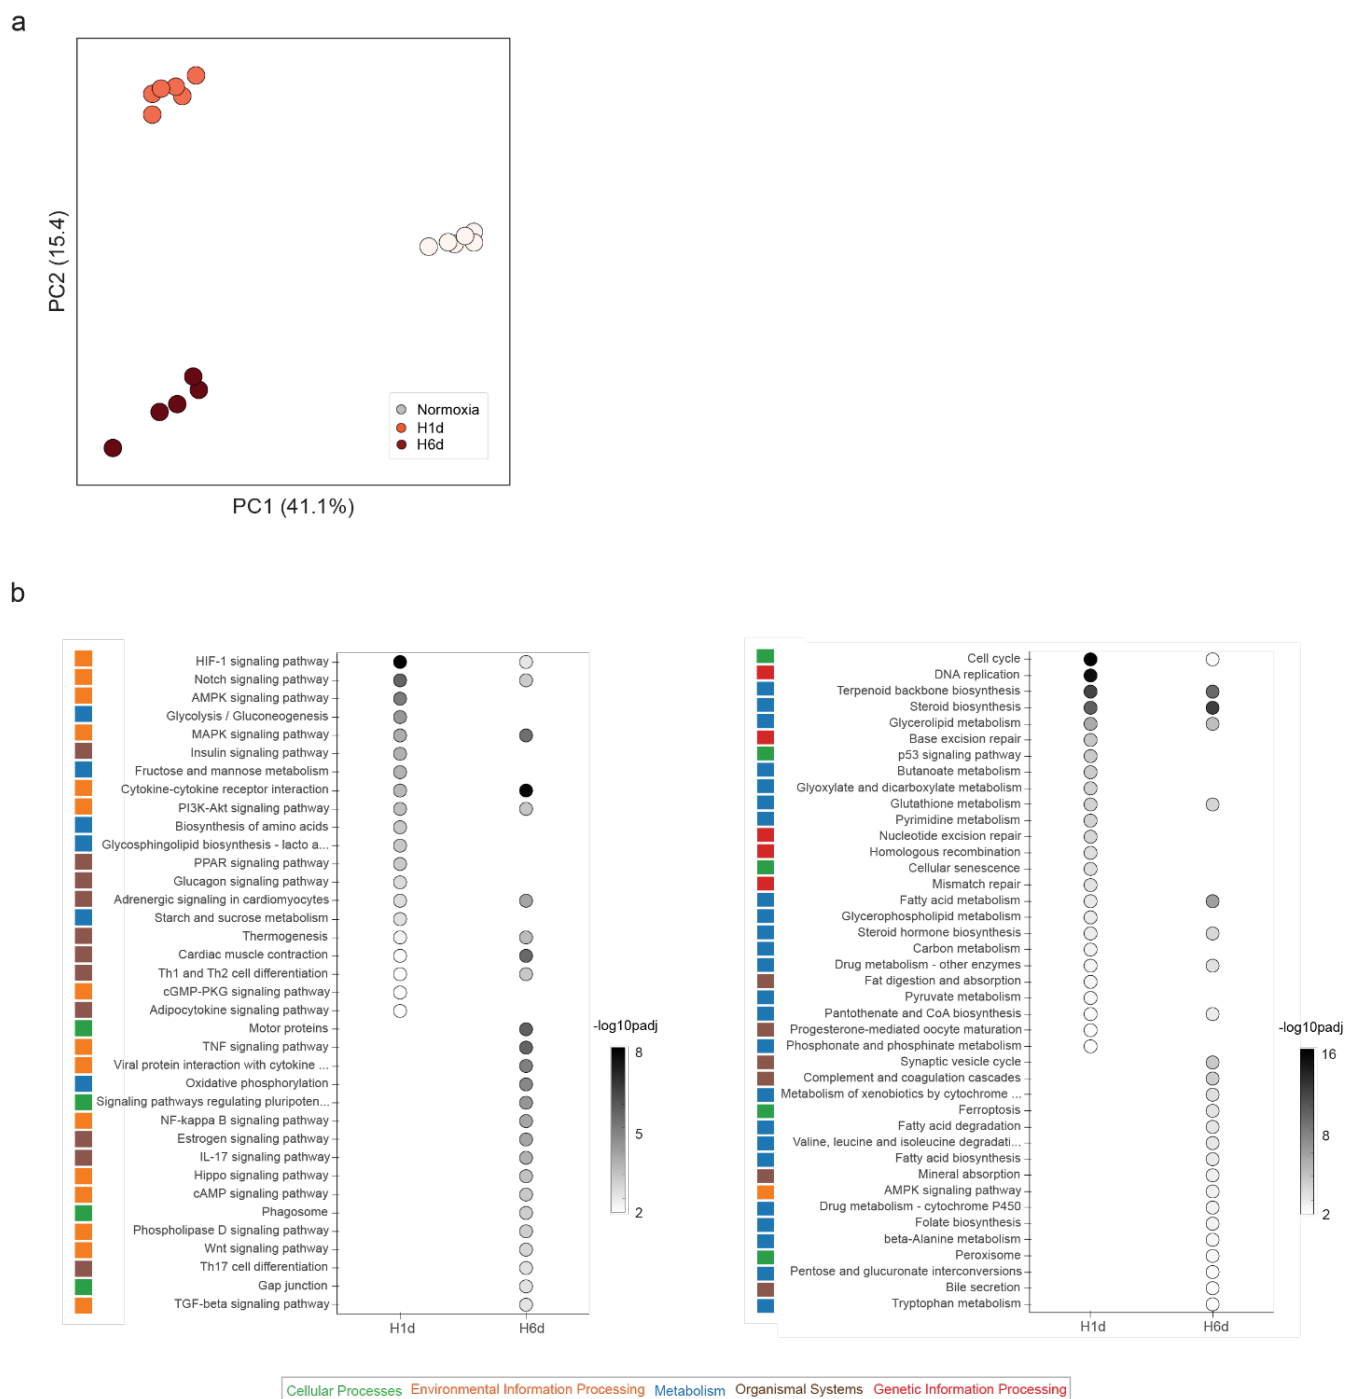 a
PC2 (15.4)
Normoxia
H1d
H6d
PC1 (41.1%)
b
HIF-1 signaling pathway
Notch signaling pathway
AMPK signaling pathway
Glycolysis / Gluconeogenesis
MAPK signaling pathway
Insulin signaling pathway
Fructose and mannose metabolism
Cytokine-cytokine receptor interaction
PI3K-Akt signaling pathway
Biosynthesis of amino acids
Glycosphingolipid biosynthesis - lacto a...
PPAR signaling pathway
Glucagon signaling pathway
Adrenergic signaling in cardiomyocytes
Starch and sucrose metabolism
Thermogenesis
Cardiac muscle contraction
Th1 and Th2 cell differentiation
cGMP-PKG signaling pathway
Adipocytokine signaling pathway
Motor proteins
TNF signaling pathway
Viral protein interaction with cytokine ...
Oxidative phosphorylation
Signaling pathways regulating pluripoten...
NF-kappa B signaling pathway
Estrogen signaling pathway
IL-17 signaling pathway
Hippo signaling pathway
cAMP signaling pathway
Phagosome
Phospholipase D signaling pathway
Wnt signaling pathway
Th17 cell differentiation
Gap junction
TGF-beta signaling pathway
H1d
H6d
-log10padj
8
5
2
Cell cycle
DNA replication
Terpenoid backbone biosynthesis
Steroid biosynthesis
Glycerolipid metabolism
Base excision repair
p53 signaling pathway
Butanoate metabolism
Glyoxylate and dicarboxylate metabolism
Glutathione metabolism
Pyrimidine metabolism
Nucleotide excision repair
Homologous recombination
Cellular senescence
Mismatch repair
Fatty acid metabolism
Glycerophospholipid metabolism
Steroid hormone biosynthesis
Carbon metabolism
Drug metabolism - other enzymes
Fat digestion and absorption
Pyruvate metabolism
Pantothenate and CoA biosynthesis
Progesterone-mediated oocyte maturation
Phosphonate and phosphinate metabolism
Synaptic vesicle cycle
Complement and coagulation cascades
Metabolism of xenobiotics by cytochrome ...
Ferroptosis
Fatty acid degradation
Valine, leucine and isoleucine degradati...
Fatty acid biosynthesis
Mineral absorption
AMPK signaling pathway
Drug metabolism - cytochrome P450
Folate biosynthesis
beta-Alanine metabolism
Peroxisome
Pentose and glucuronate interconversions
Bile secretion
Tryptophan metabolism
H1d
H6d
-log10padj
16
8
2
Cellular Processes Environmental Information Processing Metabolism Organismal Systems Genetic Information Processing